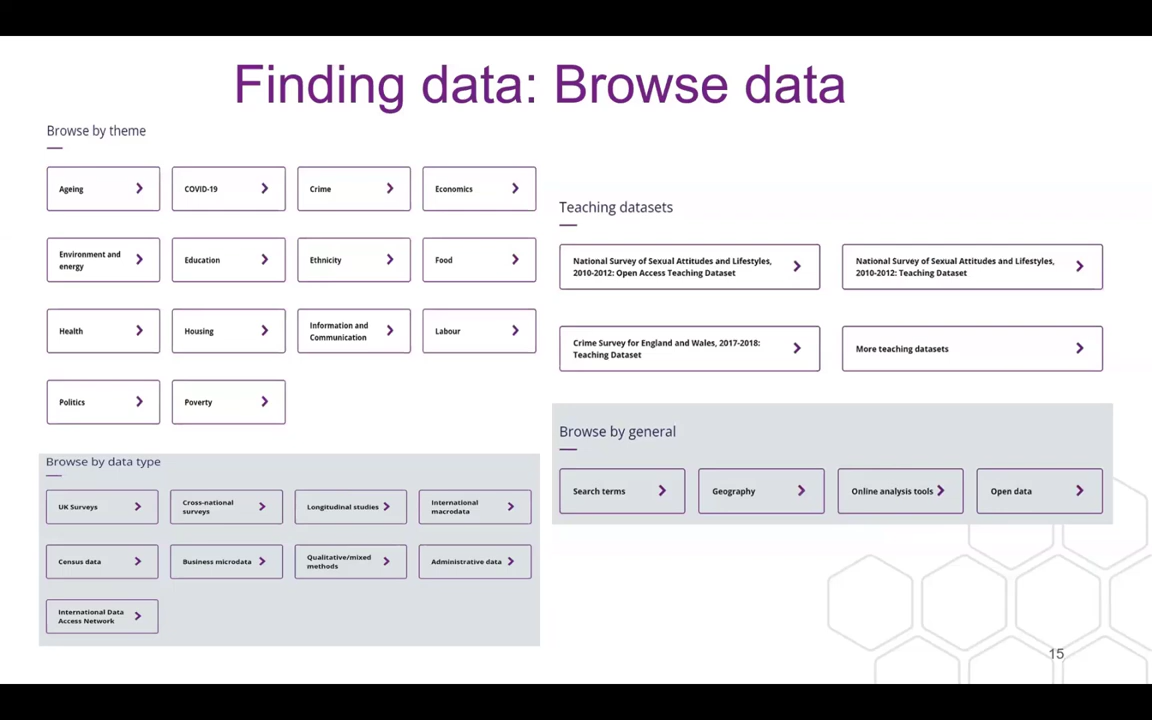 Finding data: Browse data
Browse by theme
Ageing
COVID-19
Crime
Economics
Environment and
energy
Education
Ethnicity
Food
Health
Housing
Information and
Communication
Labour
Politics
Poverty
Browse by data type
UK Surveys
Cross-national
surveys
Longitudinal studies
International
macrodata
Census data
Business microdata
Qualitative/mixed
methods
Administrative data
International Data
Access Network
Teaching datasets
National Survey of Sexual Attitudes and Lifestyles,
2010-2012: Open Access Teaching Dataset
National Survey of Sexual Attitudes and Lifestyles,
2010-2012: Teaching Dataset
Crime Survey for England and Wales, 2017-2018:
Teaching Dataset
More teaching datasets
Browse by general
Search terms
Geography
Online analysis tools
Open data
15